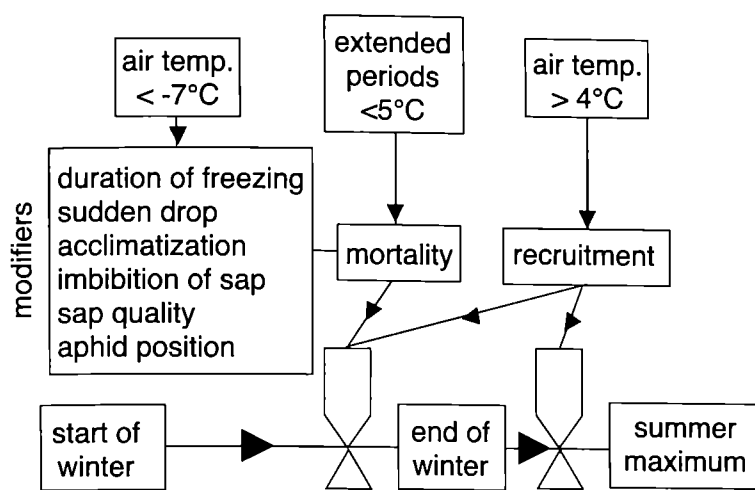 air temp.
< -7°C
extended
periods
<5°C
air temp.
> 4°C
modifiers
duration of freezing
sudden drop
acclimatization
imbibition of sap
sap quality
aphid position
mortality
recruitment
start of
winter
end of
winter
summer
maximum